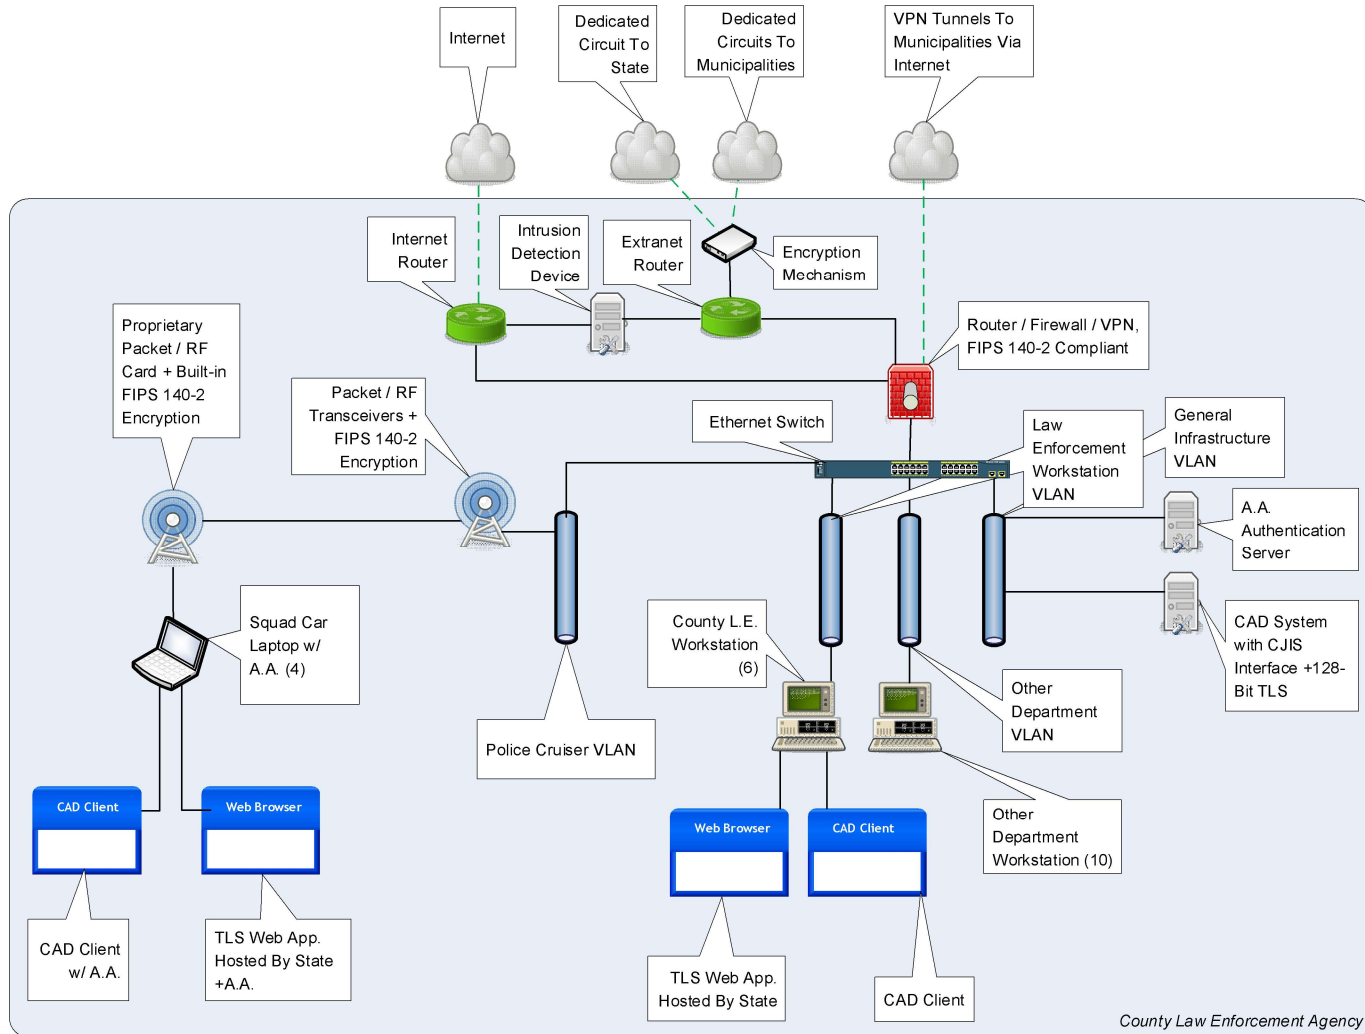 Internet
Dedicated
Circuit To
State
Dedicated
Circuits To
Municipalities
VPN Tunnels To
Municipalities Via
Internet
Internet
Router
Intrusion
Detection
Device
Extranet
Router
Encryption
Mechanism
Proprietary
Packet / RF
Card + Built-in
FIPS 140-2
Encryption
Packet / RF
Transceivers +
FIPS 140-2
Encryption
Router / Firewall / VPN,
FIPS 140-2 Compliant
Ethernet Switch
Law
Enforcement
Workstation
VLAN
General
Infrastructure
VLAN
A.A.
Authentication
Server
Squad Car
Laptop w/
A.A. (4)
County L.E.
Workstation
(6)
CAD System
with CJIS
Interface +128-
Bit TLS
Police Cruiser VLAN
Other
Department
VLAN
CAD Client
Web Browser
Web Browser
CAD Client
Other
Department
Workstation (10)
CAD Client
w/ A.A.
TLS Web App.
Hosted By State
+A.A.
TLS Web App.
Hosted By State
CAD Client
County Law Enforcement Agency